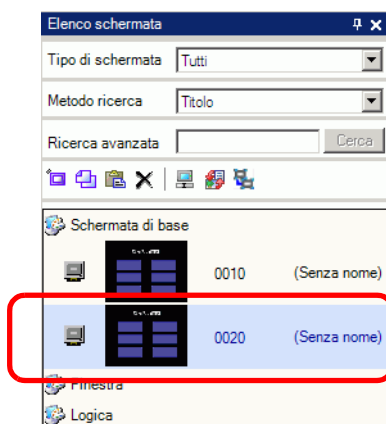 Elenco schermata
Tipo di schermata Tutti
Metodo ricerca Titolo
Ricerca avanzata Cerca
Schermata di base
0010 (Senza nome)
0020 (Senza nome)
Finestra
Logica